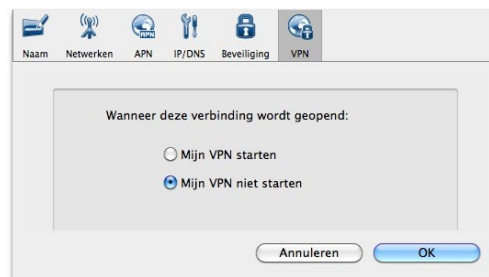 Naam Netwerken APN IP/DNS Beveiliging VPN
Wanneer deze verbinding wordt geopend:
Mijn VPN starten
Mijn VPN niet starten
Annuleren OK